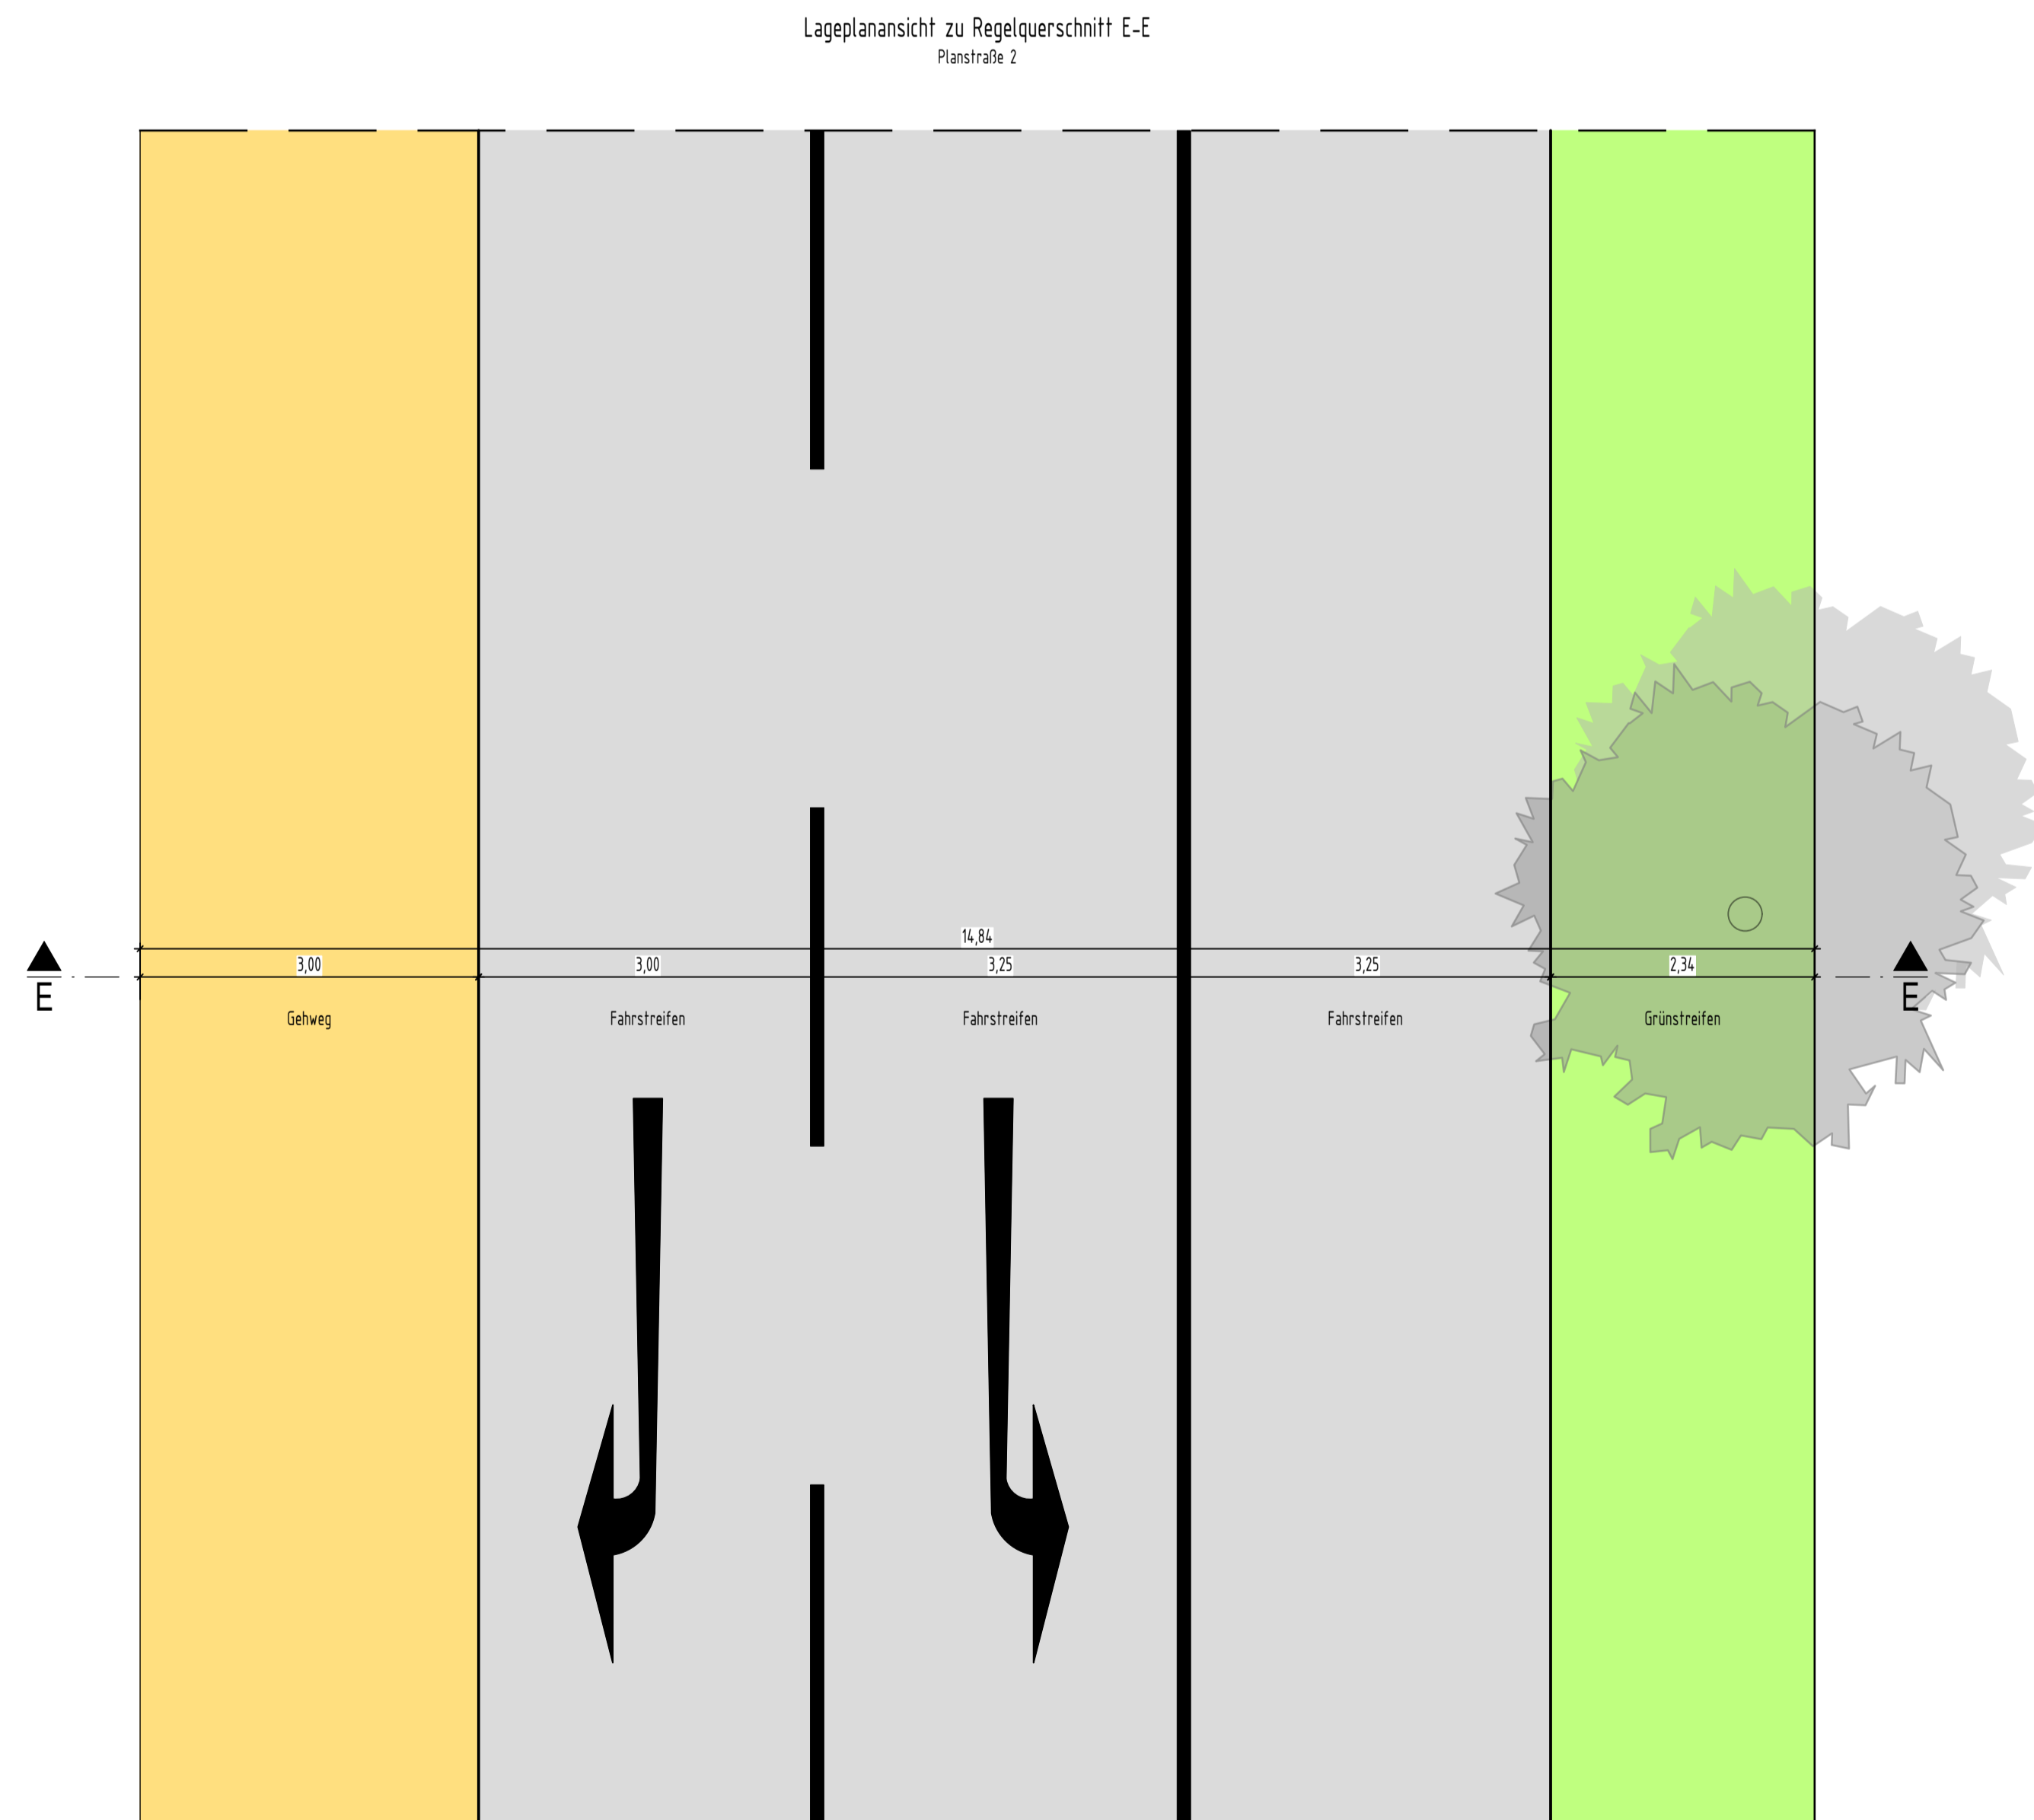 Lageplanansicht zu Regelquerschnitt E-E
Planstraße 2
14,84
3,00 3,00 3,25 3,25 2,34
E E
Gehweg Fahrstreifen Fahrstreifen Fahrstreifen Grünstreifen